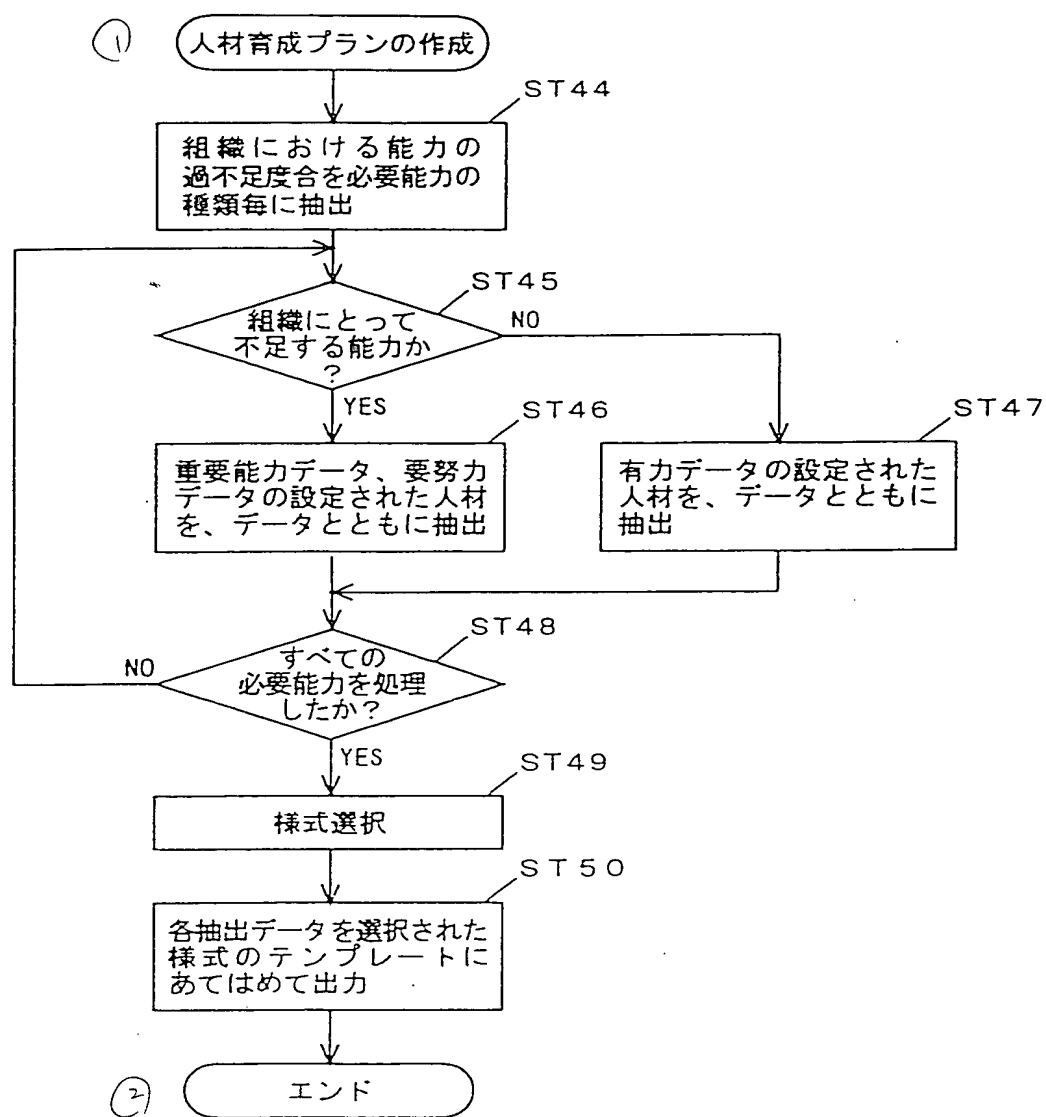 ①
人材育成プランの作成
ST44
組織における能力の
過不足度合を必要能力の
種類毎に抽出
ST45
組織にとって
不足する能力か
?
NO
YES
ST46
重要能力データ、要努力
データの設定された人材
を、データとともに抽出
ST47
有力データの設定された
人材を、データとともに
抽出
ST48
すべての
必要能力を処理
したか?
NO
YES
ST49
様式選択
ST50
各抽出データを選択された
様式のテンプレートに
あてはめて出力
②
エンド